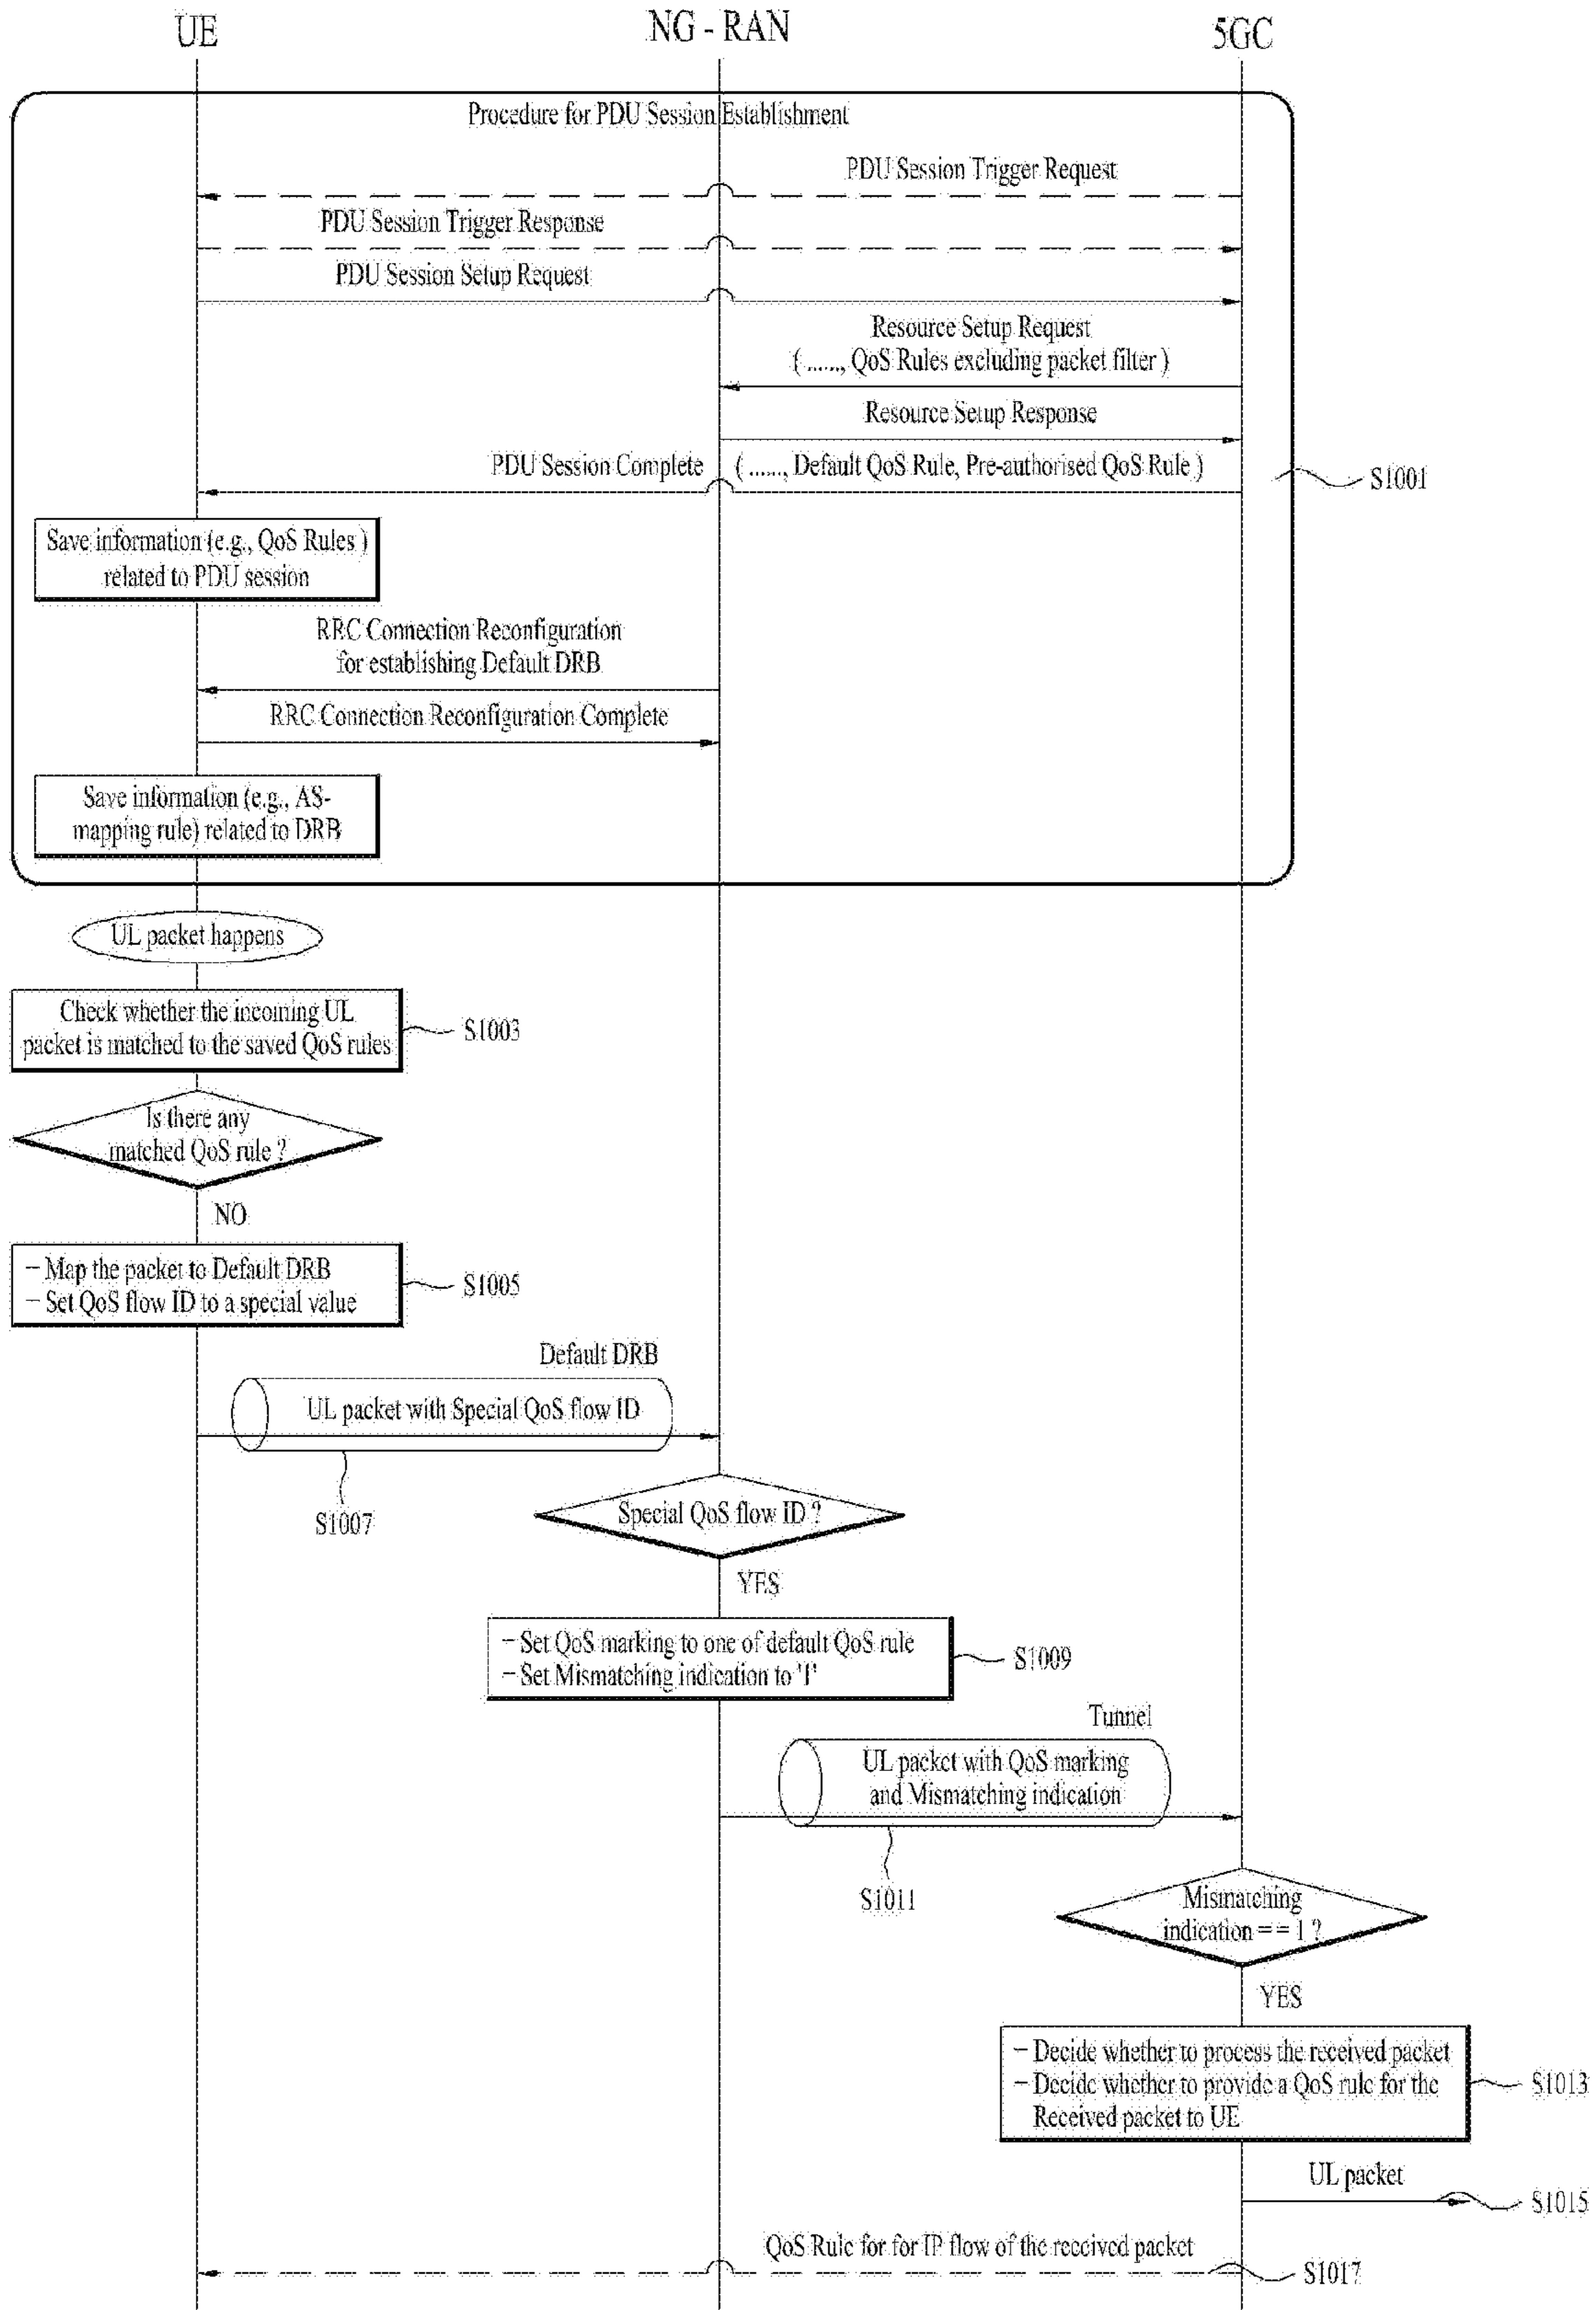 UE
NG - RAN
5GC
Procedure for PDU Session Establishment
PDU Session Trigger Request
PDU Session Trigger Response
PDU Session Setup Request
Resource Setup Request
( ......, QoS Rules excluding packet filter )
Resource Setup Response
PDU Session Complete ( ......, Default QoS Rule, Pre-authorised QoS Rule )
S1001
Save information (e.g., QoS Rules )
related to PDU session
RRC Connection Reconfiguration
for establishing Default DRB
RRC Connection Reconfiguration Complete
Save information (e.g., AS-
mapping rule) related to DRB
UL packet happens
Check whether the incoming UL
packet is matched to the saved QoS rules
S1003
Is there any
matched QoS rule ?
NO
- Map the packet to Default DRB
- Set QoS flow ID to a special value
S1005
Default DRB
UL packet with Special QoS flow ID
S1007
Special QoS flow ID ?
YES
- Set QoS marking to one of default QoS rule
- Set Mismatching indication to '1'
S1009
Tunnel
UL packet with QoS marking
and Mismatching indication
S1011
Mismatching
indication = = 1 ?
YES
- Decide whether to process the received packet
- Decide whether to provide a QoS rule for the
Received packet to UE
S1013
UL packet
S1015
QoS Rule for for IP flow of the received packet
S1017